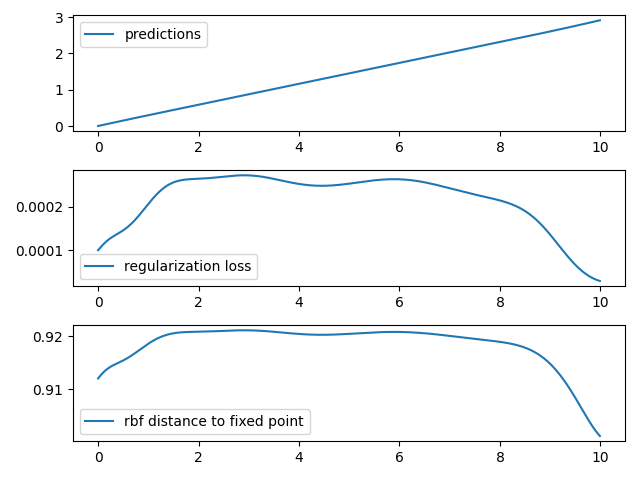 3
2
1
0
predictions
0 2 4 6 8 10
0.0002
0.0001
regularization loss
0 2 4 6 8 10
0.92
0.91
rbf distance to fixed point
0 2 4 6 8 10